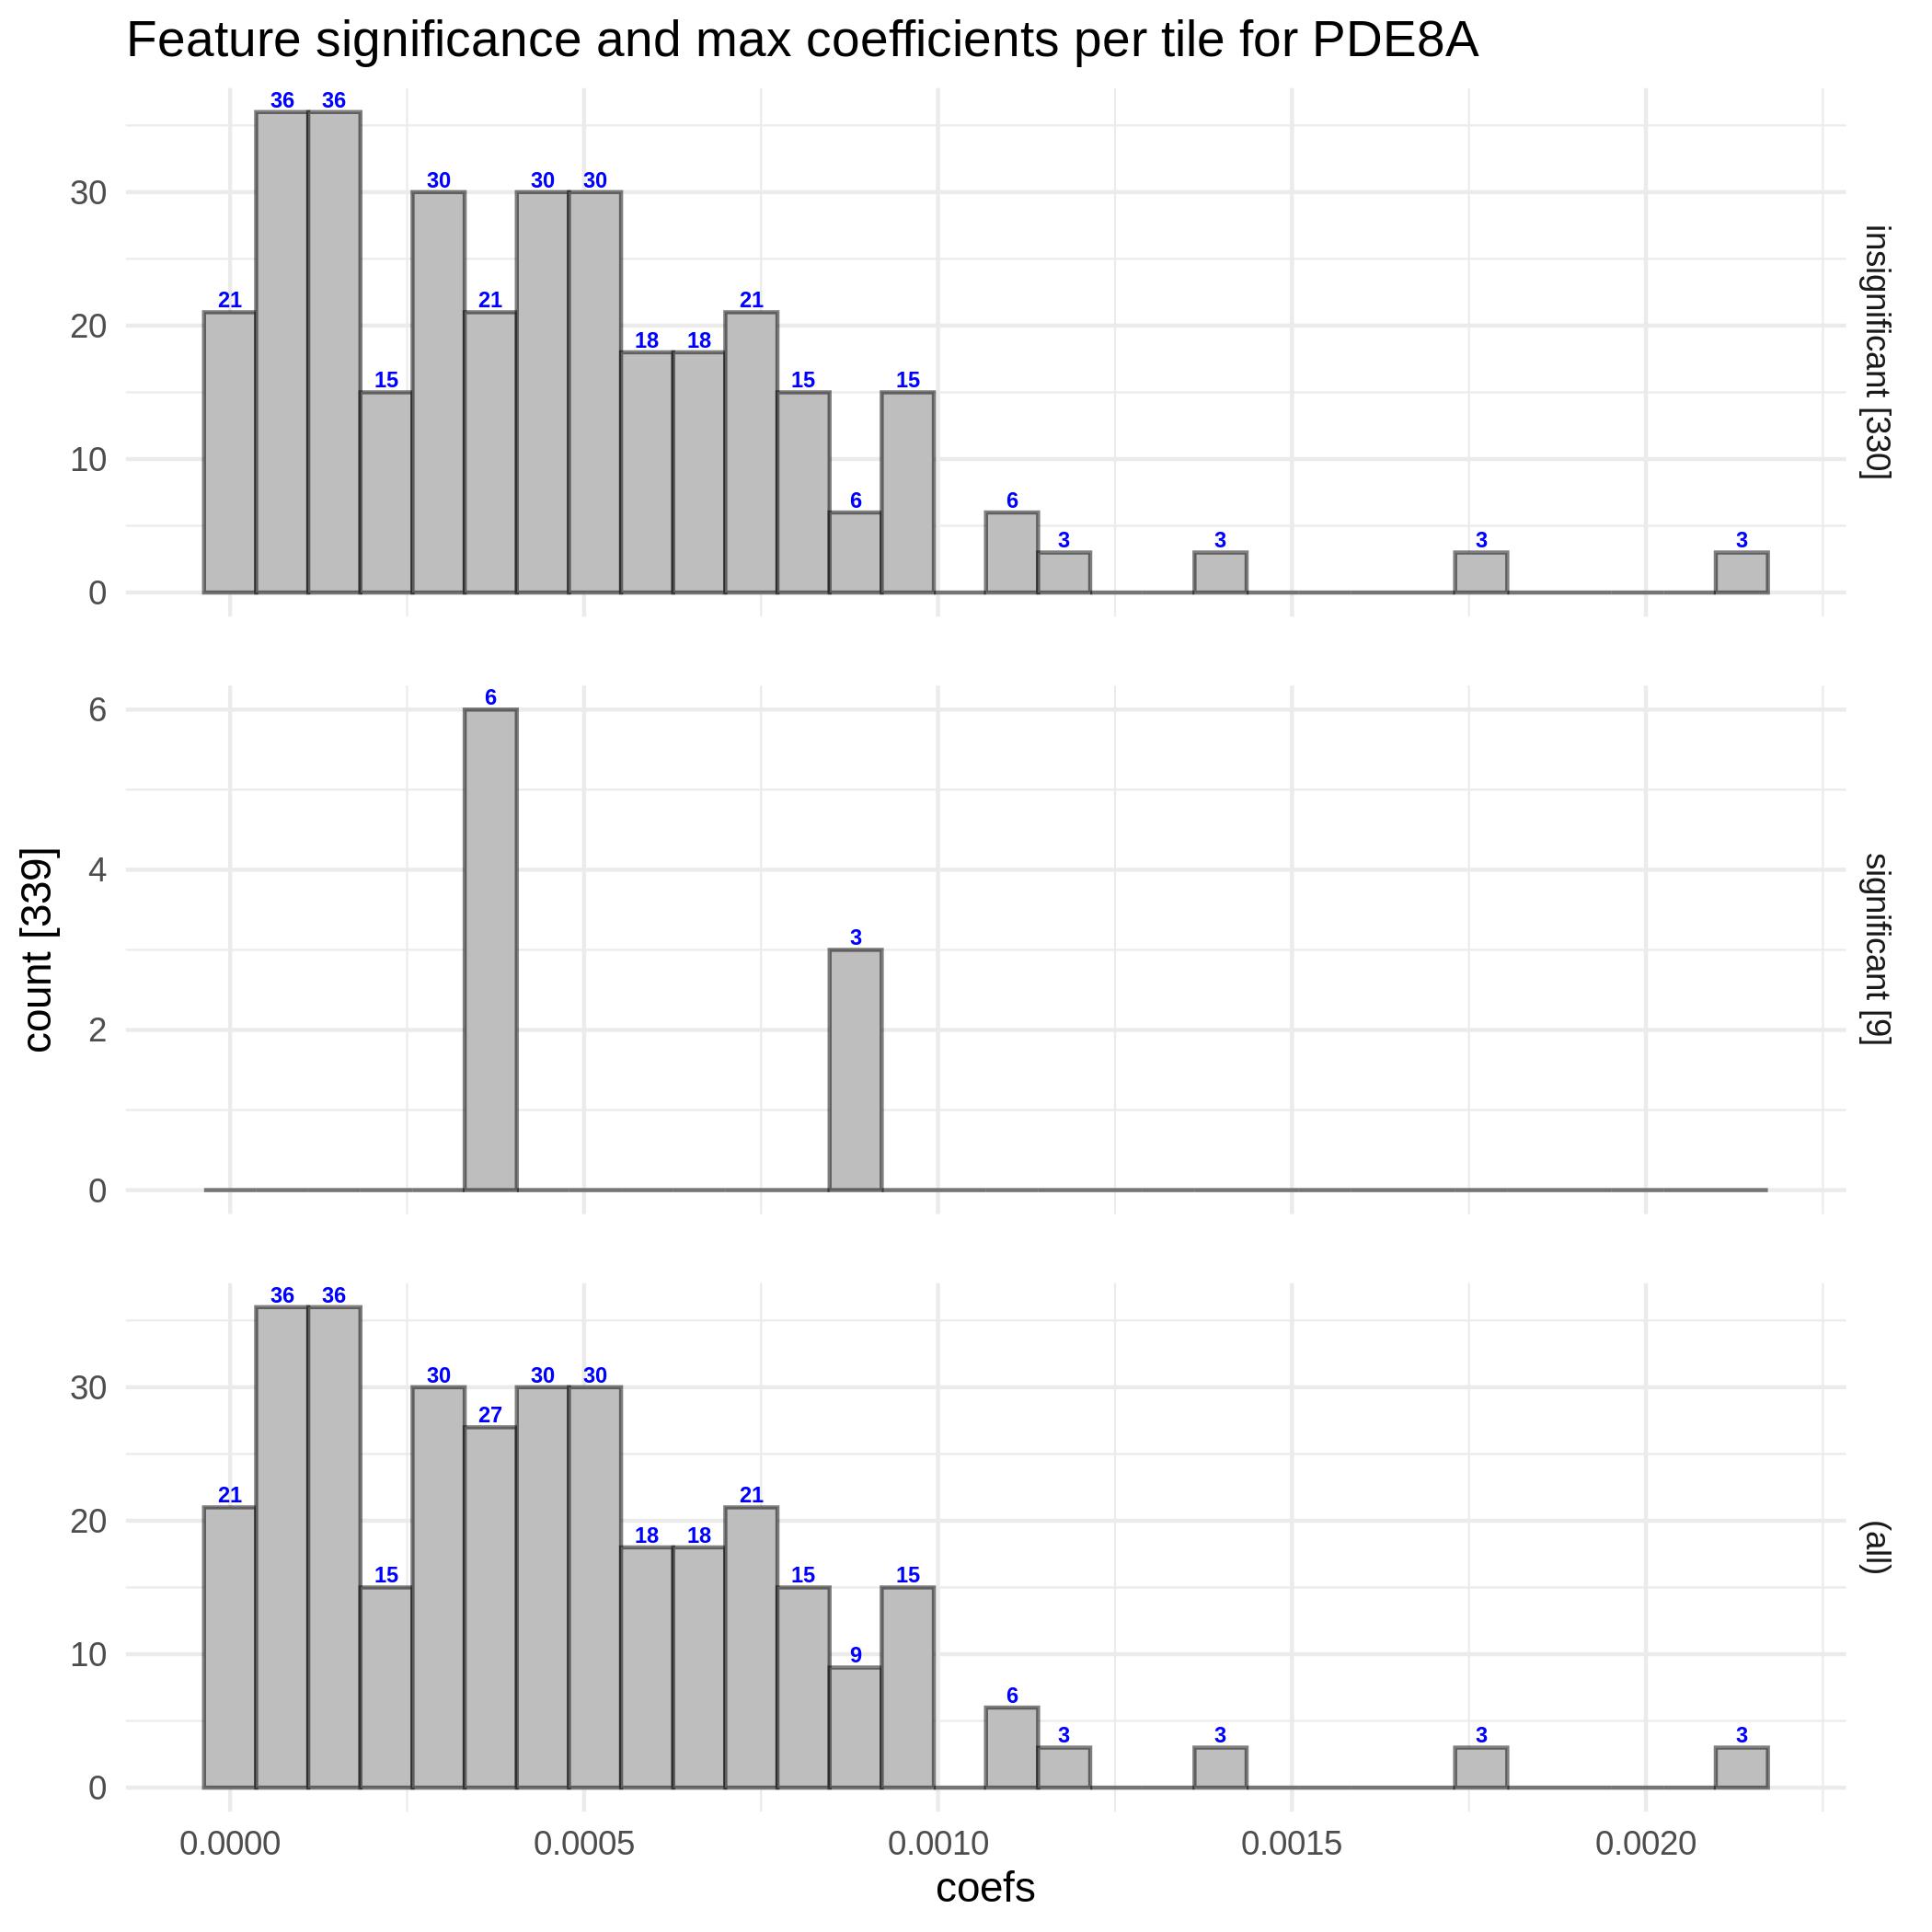 Feature significance and max coefficients per tile for PDE8A
36 36
30 30 30
21 21 21
18 18
15 15 15
6 6
3 3 3 3
30
20
10
0
insignificant [330]
6
3
6
4
2
0
significant [9]
count [339]
36 36
30 30 30
27
21 21
18 18
15 15 15
9
6
3 3 3 3
30
20
10
0
(all)
0.0000 0.0005 0.0010 0.0015 0.0020
coefs